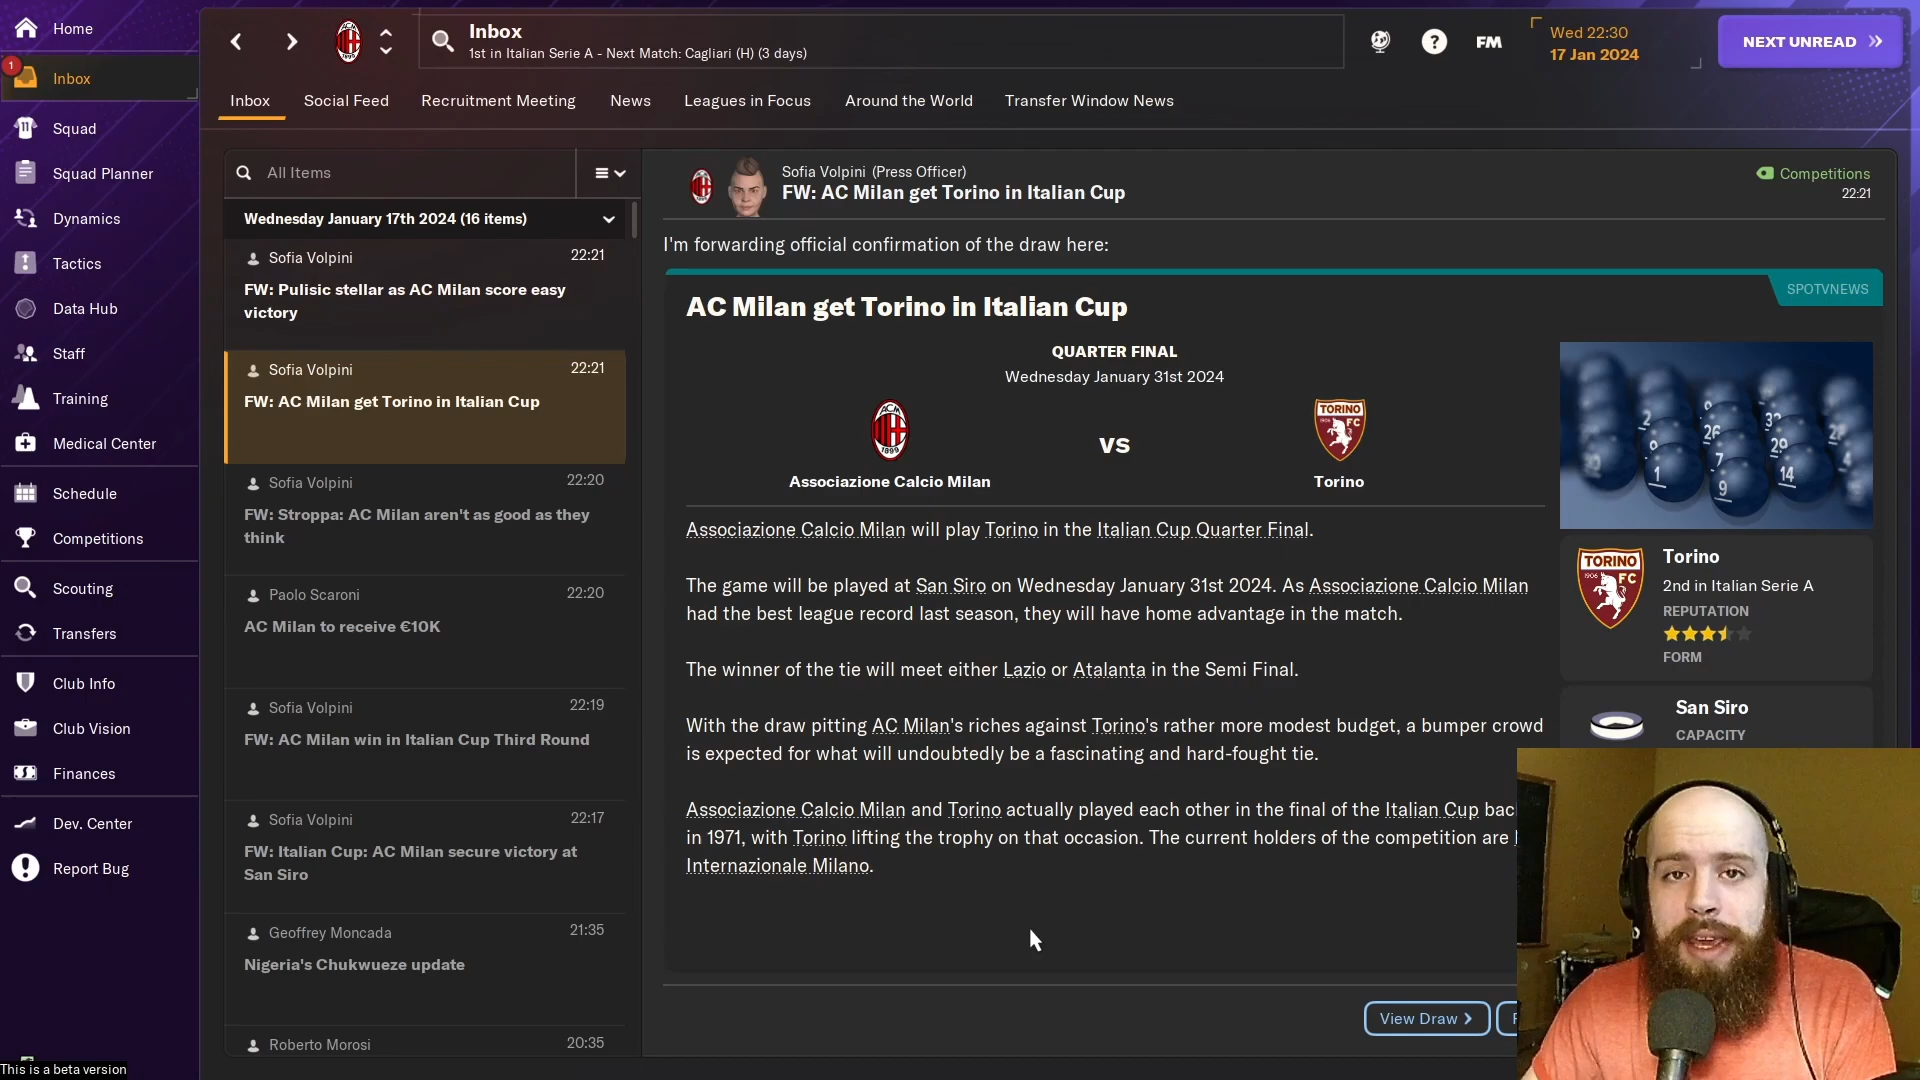 Home
1
Inbox
Squad
Squad Planner
Dynamics
Tactics
Data Hub
Staff
Training
Medical Center
Schedule
Competitions
Scouting
Transfers
Club Info
Club Vision
Finances
Dev. Center
Report Bug
This is a beta version
Inbox
1st in Italian Serie A - Next Match: Cagliari (H) (3 days)
?
FM
Wed 22:30
17 Jan 2024
NEXT UNREAD
Inbox
Social Feed
Recruitment Meeting
News
Leagues in Focus
Around the World
Transfer Window News
All Items
Wednesday January 17th 2024 (16 items)
Sofia Volpini
22:21
FW: Pulisic stellar as AC Milan score easy
victory
Sofia Volpini
22:21
FW: AC Milan get Torino in Italian Cup
Sofia Volpini
22:20
FW: Stroppa: AC Milan aren't as good as they
think
Paolo Scaroni
22:20
AC Milan to receive €10K
Sofia Volpini
22:19
FW: AC Milan win in Italian Cup Third Round
Sofia Volpini
22:17
FW: Italian Cup: AC Milan secure victory at
San Siro
Geoffrey Moncada
21:35
Nigeria's Chukwueze update
Roberto Morosi
20:35
Sofia Volpini (Press Officer)
FW: AC Milan get Torino in Italian Cup
Competitions
22:21
I'm forwarding official confirmation of the draw here:
SPOTVNEWS
AC Milan get Torino in Italian Cup
QUARTER FINAL
Wednesday January 31st 2024
ACM
1899
VS
TORINO
FC
Associazione Calcio Milan
Torino
Associazione Calcio Milan will play Torino in the Italian Cup Quarter Final.
The game will be played at San Siro on Wednesday January 31st 2024. As Associazione Calcio Milan
had the best league record last season, they will have home advantage in the match.
The winner of the tie will meet either Lazio or Atalanta in the Semi Final.
With the draw pitting AC Milan's riches against Torino's rather more modest budget, a bumper crowd
is expected for what will undoubtedly be a fascinating and hard-fought tie.
Associazione Calcio Milan and Torino actually played each other in the final of the Italian Cup bac
in 1971, with Torino lifting the trophy on that occasion. The current holders of the competition are
Internazionale Milano.
View Draw
2
26
29
7
1
9
14
TORINO
1906 FC
Torino
2nd in Italian Serie A
REPUTATION
FORM
San Siro
CAPACITY